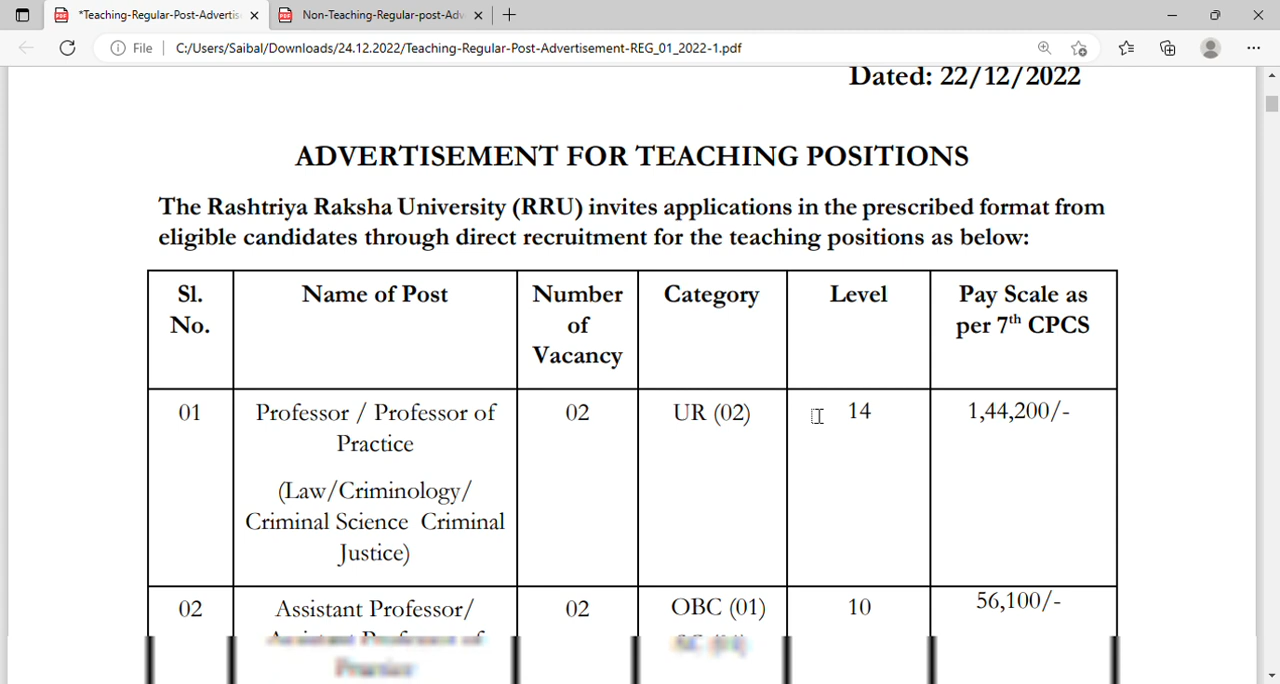 *Teaching-Regular-Post-Advertis
Non-Teaching-Regular-post-Adv
File
C:/Users/Saibal/Downloads/24.12.2022/Teaching-Regular-Post-Advertisement-REG_01_2022-1.pdf
Dated: 22/12/2022
ADVERTISEMENT FOR TEACHING POSITIONS
The Rashtriya Raksha University (RRU) invites applications in the prescribed format from
eligible candidates through direct recruitment for the teaching positions as below:
Sl. No.
Name of Post
Number of Vacancy
Category
Level
Pay Scale as per 7th CPCS
01
Professor / Professor of
Practice
(Law/Criminology/
Criminal Science Criminal
Justice)
02
UR (02)
14
1,44,200/-
02
Assistant Professor/
02
OBC (01)
10
56,100/-